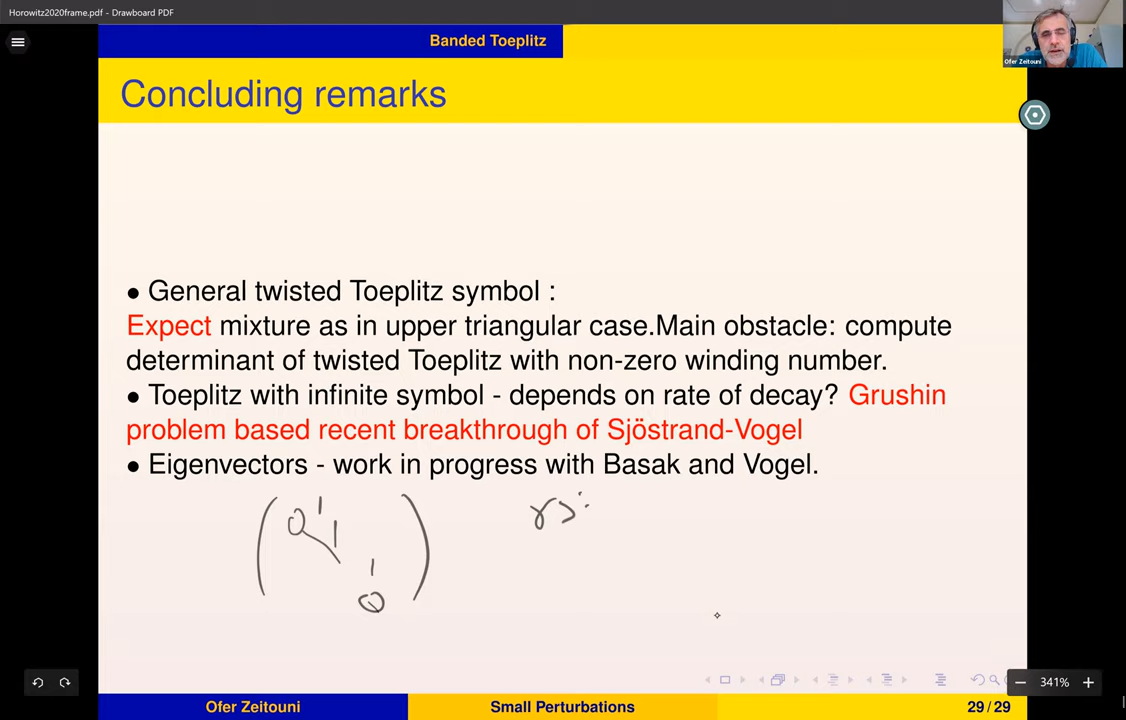 Horowitz2020frame.pdf - Drawboard PDF
Banded Toeplitz
Ofer Zeitouni
Concluding remarks
• General twisted Toeplitz symbol :
Expect mixture as in upper triangular case.Main obstacle: compute
determinant of twisted Toeplitz with non-zero winding number.
• Toeplitz with infinite symbol - depends on rate of decay? Grushin
problem based recent breakthrough of Sjöstrand-Vogel
• Eigenvectors - work in progress with Basak and Vogel.
341%
Ofer Zeitouni
Small Perturbations
29 / 29